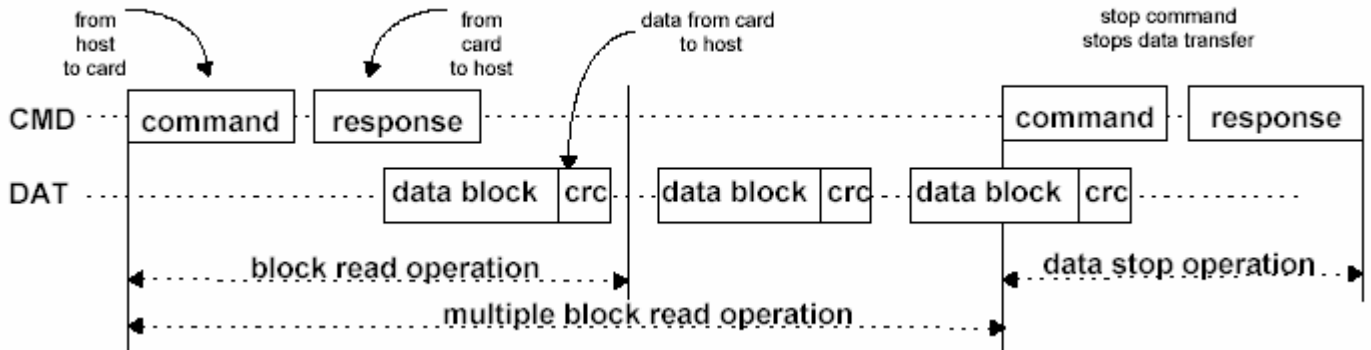 from
host
to card
from
card
to host
data from card
to host
stop command
stops data transfer
CMD
command
response
command
response
DAT
data block
crc
data block
crc
data block
crc
block read operation
data stop operation
multiple block read operation